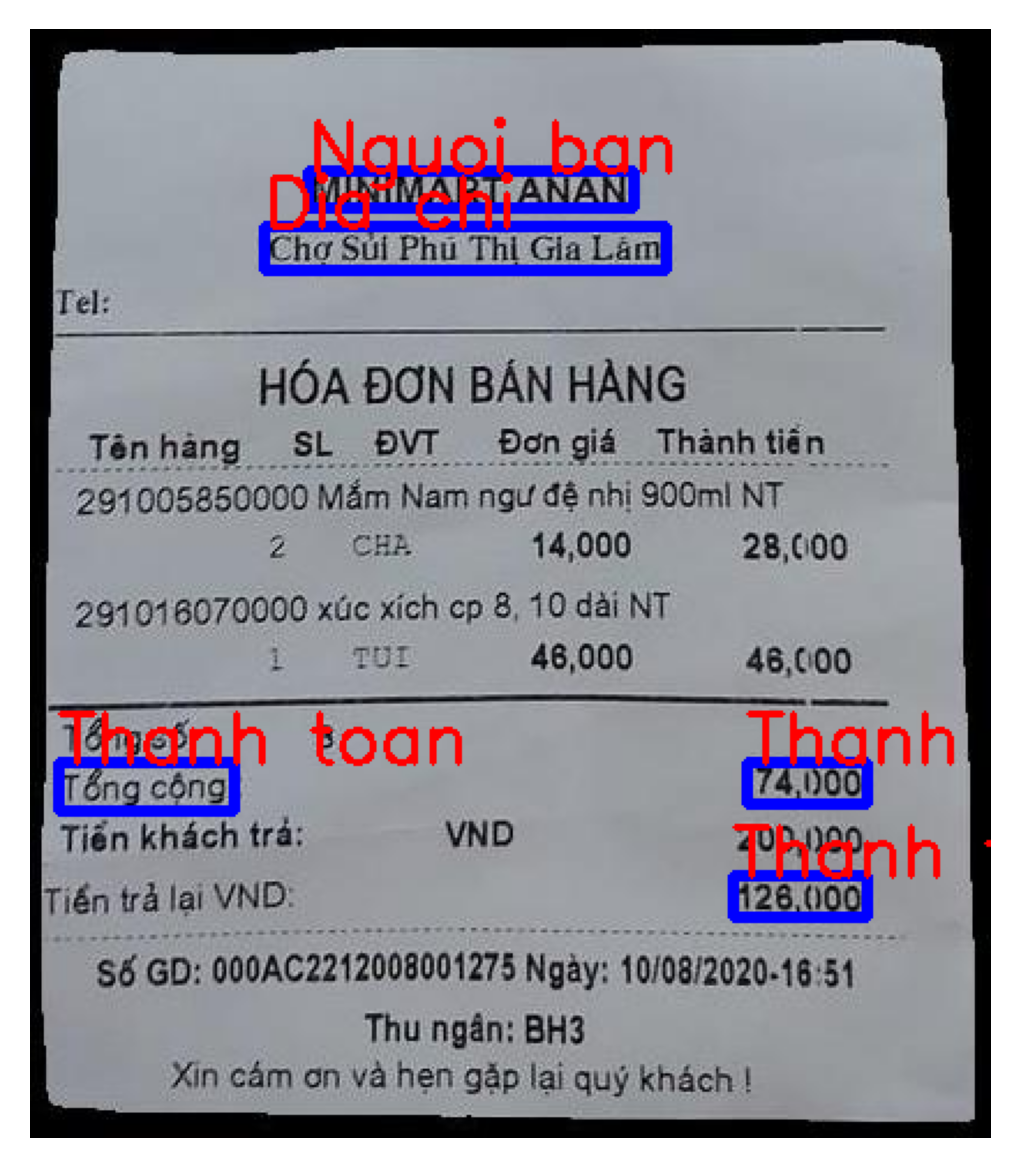 Nguoi ban
MINIMART ANAN
Dia chi
Chợ Sủi Phú Thị Gia Lâm
Tel:
HÓA ĐƠN BÁN HÀNG
Tên hàng SL ĐVT Đơn giá Thành tiền
291005850000 Mắm Nam ngư đệ nhị 900ml NT
2 CHA 14,000 28,000
291016070000 xúc xích cp 8, 10 dài NT
1 TUI 46,000 46,000
Thanh toan Thanh
Tổng số 3
Tổng cộng 74,000
Tiền khách trả: VND 200,000
Thanh
Tiền trả lại VND: 126,000
Số GD: 000AC2212008001275 Ngày: 10/08/2020-16:51
Thu ngân: BH3
Xin cám ơn và hẹn gặp lại quý khách !